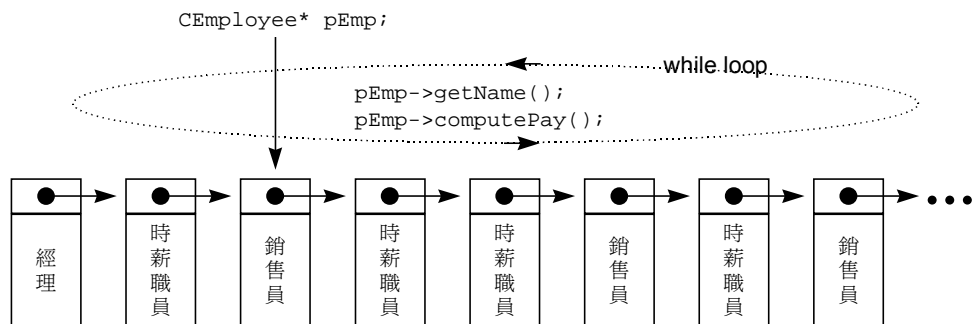 CEmployee* pEmp;
while loop
pEmp->getName();
pEmp->computePay();
經理
時薪職員
銷售員
時薪職員
時薪職員
銷售員
時薪職員
銷售員